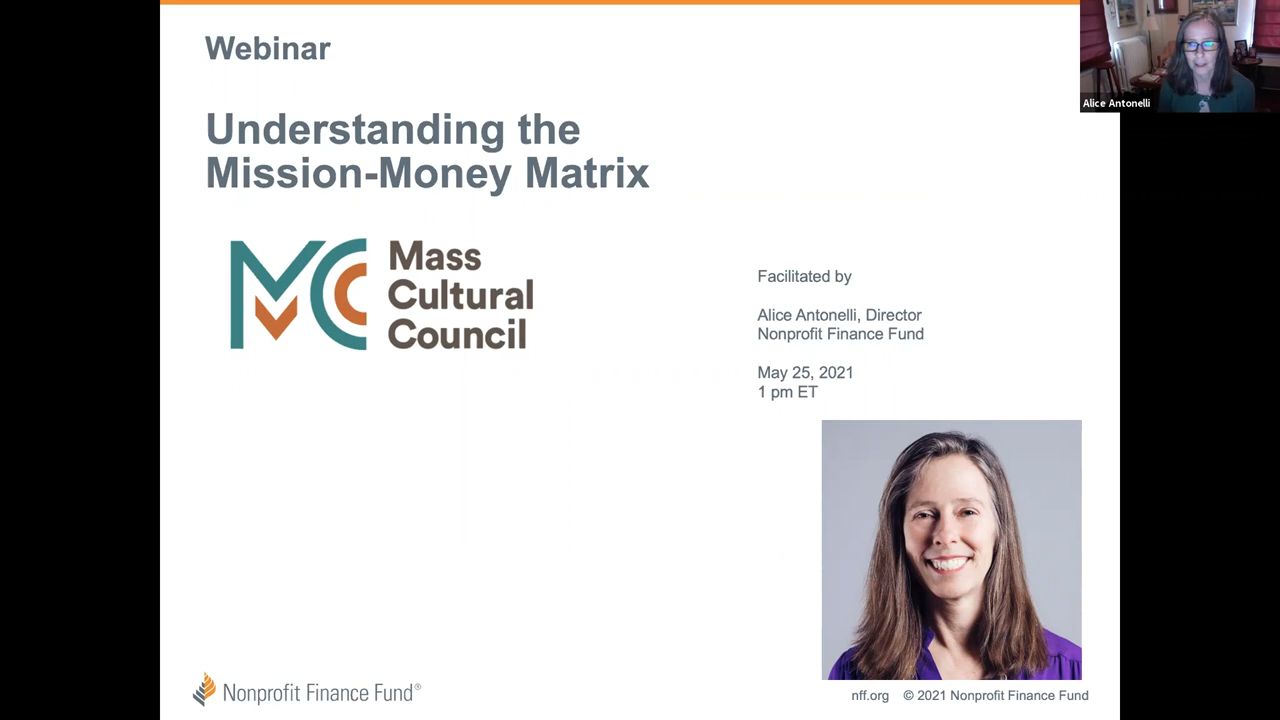 Webinar
Understanding the
Mission-Money Matrix
Mass
Cultural
Council
Facilitated by
Alice Antonelli, Director
Nonprofit Finance Fund
May 25, 2021
1 pm ET
Alice Antonelli
Nonprofit Finance Fund®
nff.org © 2021 Nonprofit Finance Fund